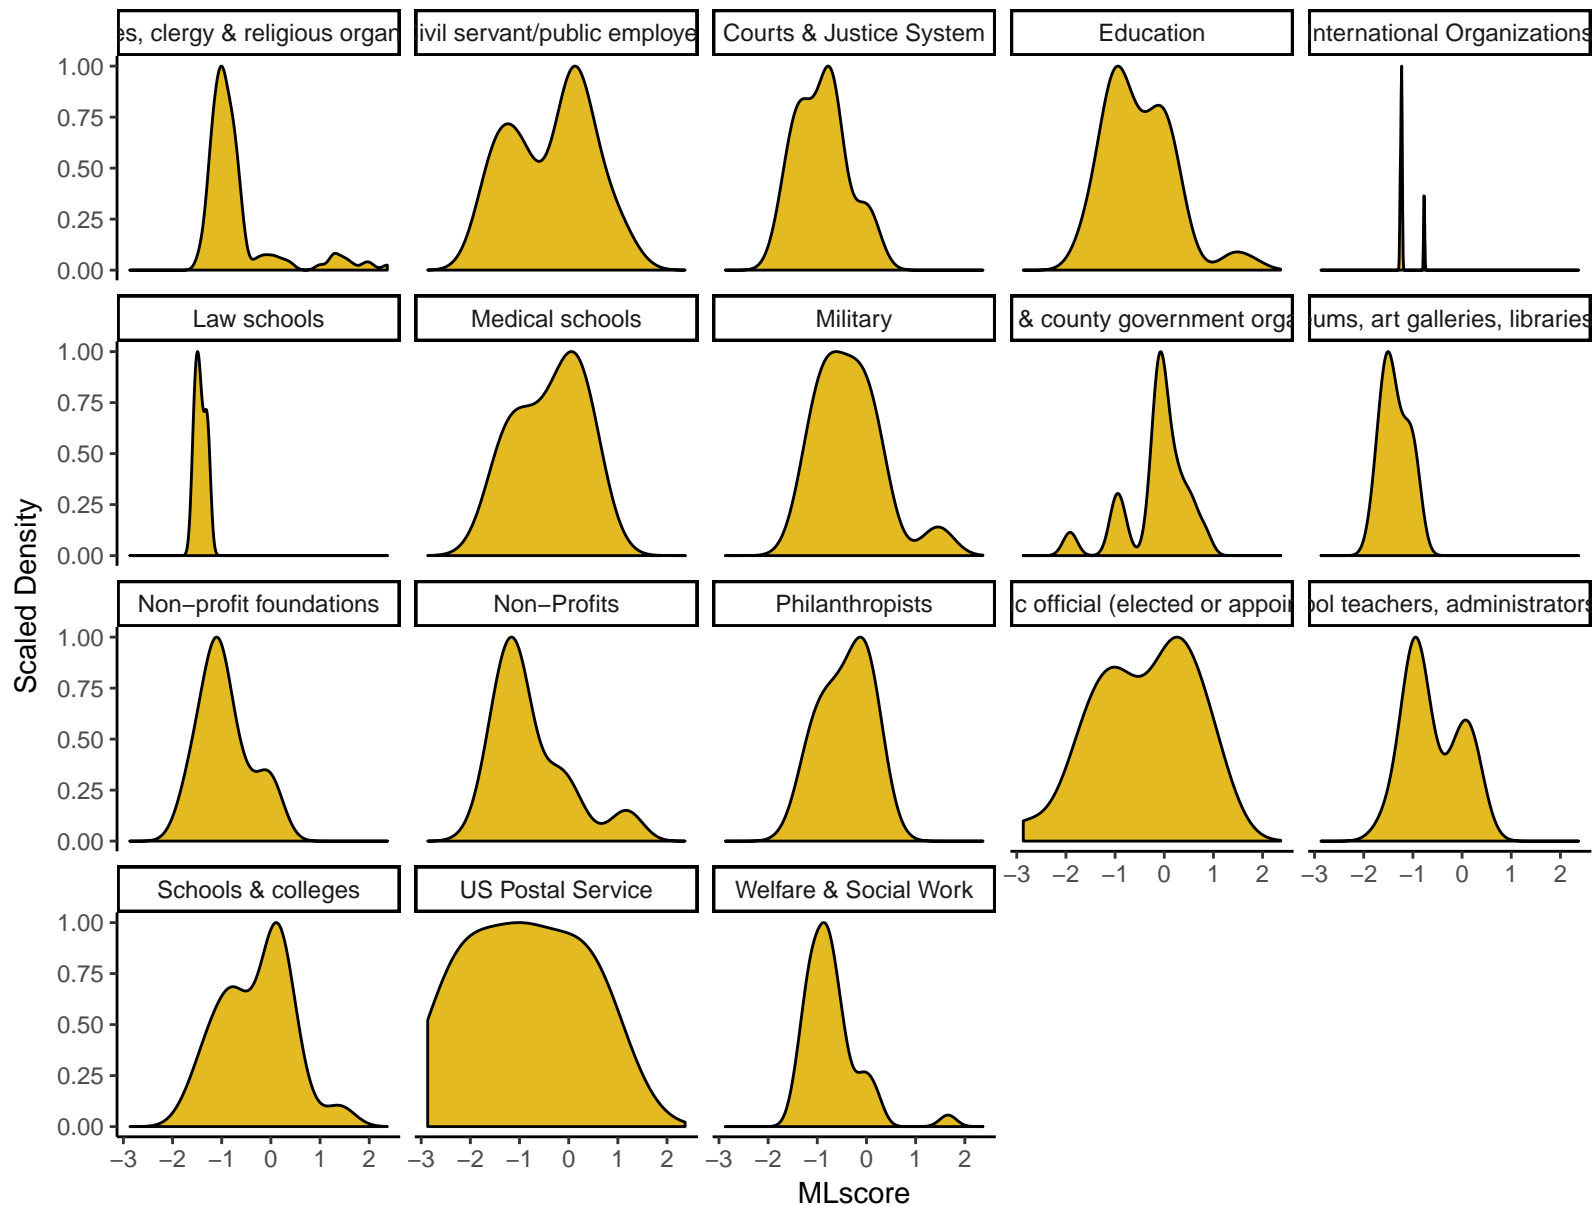 es, clergy & religious organ
ivil servant/public employe
Courts & Justice System
Education
nternational Organizations
1.00
0.75
0.50
0.25
0.00
Law schools
Medical schools
Military
& county government orga
ums, art galleries, libraries
1.00
0.75
0.50
0.25
0.00
Scaled Density
Non−profit foundations
Non−Profits
Philanthropists
c official (elected or appoin
ool teachers, administrators
1.00
0.75
0.50
0.25
0.00
−3 −2 −1 0 1 2
−3 −2 −1 0 1 2
Schools & colleges
US Postal Service
Welfare & Social Work
1.00
0.75
0.50
0.25
0.00
−3 −2 −1 0 1 2
−3 −2 −1 0 1 2
−3 −2 −1 0 1 2
MLscore